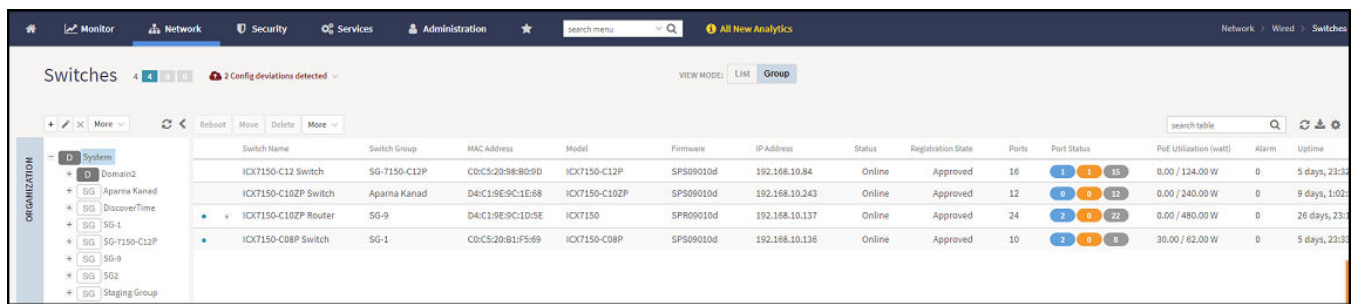 Monitor Network Security Services Administration search menu All New Analytics Network > Wired > Switches
Switches 4 4 0 0 2 Config deviations detected VIEW MODE: List Group
+ More Reboot Move Delete More search table
ORGANIZATION
Switch Name Switch Group MAC Address Model Firmware IP Address Status Registration State Ports Port Status PoE Utilization (watt) Alarm Uptime
- D System
+ D Domain2
+ SG Aparna Kanad
+ SG DiscoverTime
+ SG SG-1
+ SG SG-7150-C12P
+ SG SG-9
+ SG SG2
+ SG Staging Group
ICX7150-C12 Switch SG-7150-C12P C0:C5:20:98:B0:9D ICX7150-C12P SPS09010d 192.168.10.84 Online Approved 16 1 1 15 0.00 / 124.00 W 0 5 days, 23:32
ICX7150-C10ZP Switch Aparna Kanad D4:C1:9E:9C:1E:68 ICX7150-C10ZP SPS09010d 192.168.10.243 Online Approved 12 0 0 12 0.00 / 240.00 W 0 9 days, 1:02:
ICX7150-C10ZP Router SG-9 D4:C1:9E:9C:1D:5E ICX7150 SPR09010d 192.168.10.137 Online Approved 24 2 0 22 0.00 / 480.00 W 0 26 days, 23:1
ICX7150-C08P Switch SG-1 C0:C5:20:B1:F5:69 ICX7150-C08P SPS09010d 192.168.10.136 Online Approved 10 2 0 8 30.00 / 62.00 W 0 5 days, 23:33